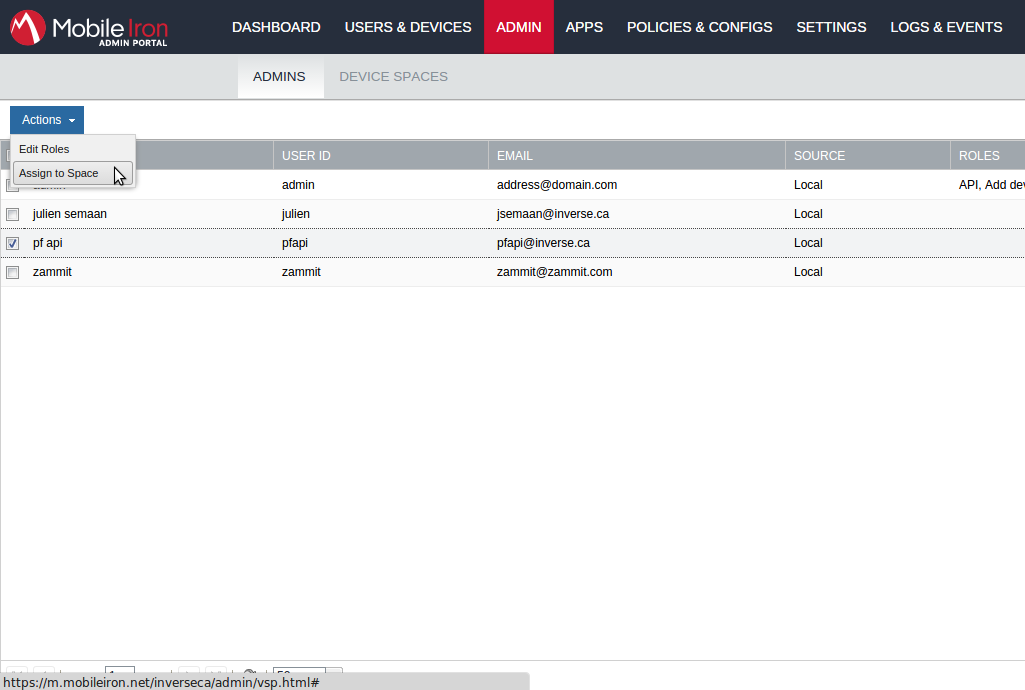 MobileIron
ADMIN PORTAL
DASHBOARD USERS & DEVICES ADMIN APPS POLICIES & CONFIGS SETTINGS LOGS & EVENTS
ADMINS DEVICE SPACES
Actions
Edit Roles
Assign to Space
USER ID EMAIL SOURCE ROLES
admin admin address@domain.com Local API, Add dev
julien semaan julien jsemaan@inverse.ca Local
pf api pfapi pfapi@inverse.ca Local
zammit zammit zammit@zammit.com Local
https://m.mobileiron.net/inverseca/admin/vsp.html#